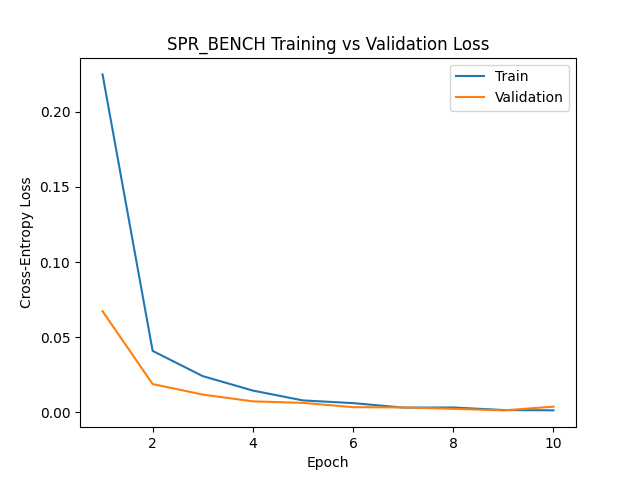 SPR_BENCH Training vs Validation Loss
Train
Validation
Cross-Entropy Loss
0.20
0.15
0.10
0.05
0.00
2
4
6
8
10
Epoch